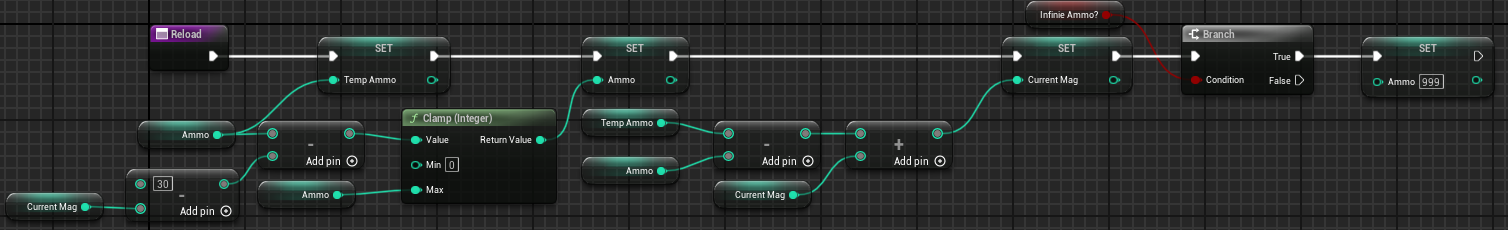 Infinie Ammo?
Reload
SET
SET
SET
Branch
SET
True
Temp Ammo
Ammo
Current Mag
Condition
False
Ammo 999
Clamp (Integer)
Ammo
-
Add pin
Value
Return Value
Min 0
Max
Temp Ammo
Ammo
-
Add pin
+
Add pin
30
-
Add pin
Current Mag
Ammo
Current Mag